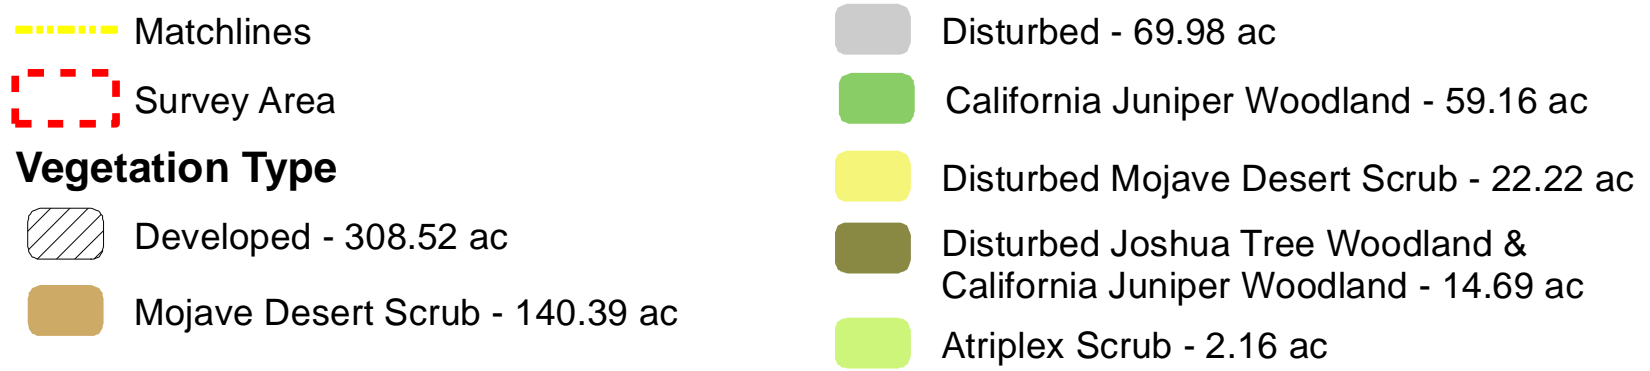 Matchlines
Survey Area
Vegetation Type
Developed - 308.52 ac
Mojave Desert Scrub - 140.39 ac
Disturbed - 69.98 ac
California Juniper Woodland - 59.16 ac
Disturbed Mojave Desert Scrub - 22.22 ac
Disturbed Joshua Tree Woodland &
California Juniper Woodland - 14.69 ac
Atriplex Scrub - 2.16 ac